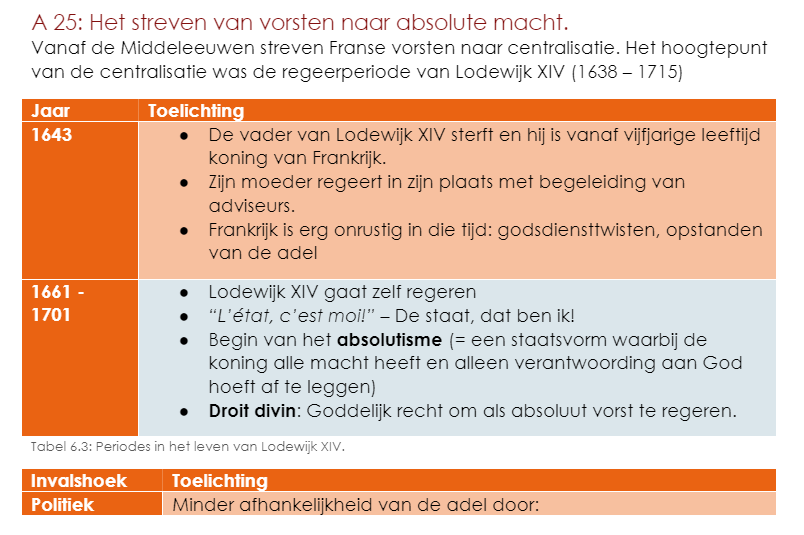 A 25: Het streven van vorsten naar absolute macht.
Vanaf de Middeleeuwen streven Franse vorsten naar centralisatie. Het hoogtepunt
van de centralisatie was de regeerperiode van Lodewijk XIV (1638 – 1715)
Jaar Toelichting
1643 ● De vader van Lodewijk XIV sterft en hij is vanaf vijfjarige leeftijd
koning van Frankrijk.
● Zijn moeder regeert in zijn plaats met begeleiding van
adviseurs.
● Frankrijk is erg onrustig in die tijd: godsdiensttwisten, opstanden
van de adel
1661 - ● Lodewijk XIV gaat zelf regeren
1701 ● “L’état, c’est moi!” – De staat, dat ben ik!
● Begin van het absolutisme (= een staatsvorm waarbij de
koning alle macht heeft en alleen verantwoording aan God
hoeft af te leggen)
● Droit divin: Goddelijk recht om als absoluut vorst te regeren.
Tabel 6.3: Periodes in het leven van Lodewijk XIV.
Invalshoek Toelichting
Politiek Minder afhankelijkheid van de adel door: